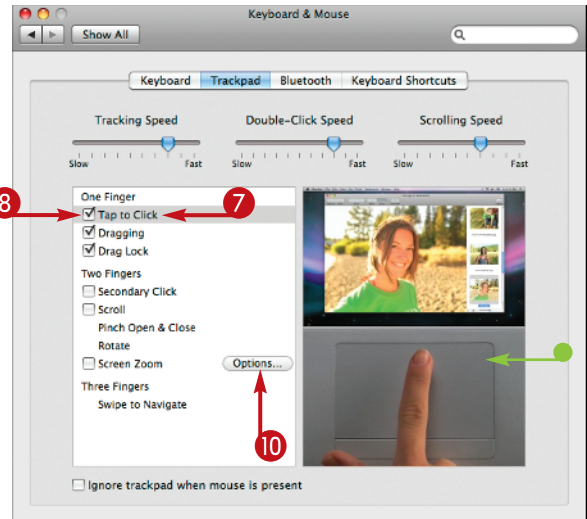 Keyboard & Mouse
Show All
Keyboard Trackpad Bluetooth Keyboard Shortcuts
Tracking Speed Double-Click Speed Scrolling Speed
Slow Fast Slow Fast Slow Fast
One Finger
8 Tap to Click 7
Dragging
Drag Lock
Two Fingers
Secondary Click
Scroll
Pinch Open & Close
Rotate
Screen Zoom Options...
Three Fingers
Swipe to Navigate
10
Ignore trackpad when mouse is present